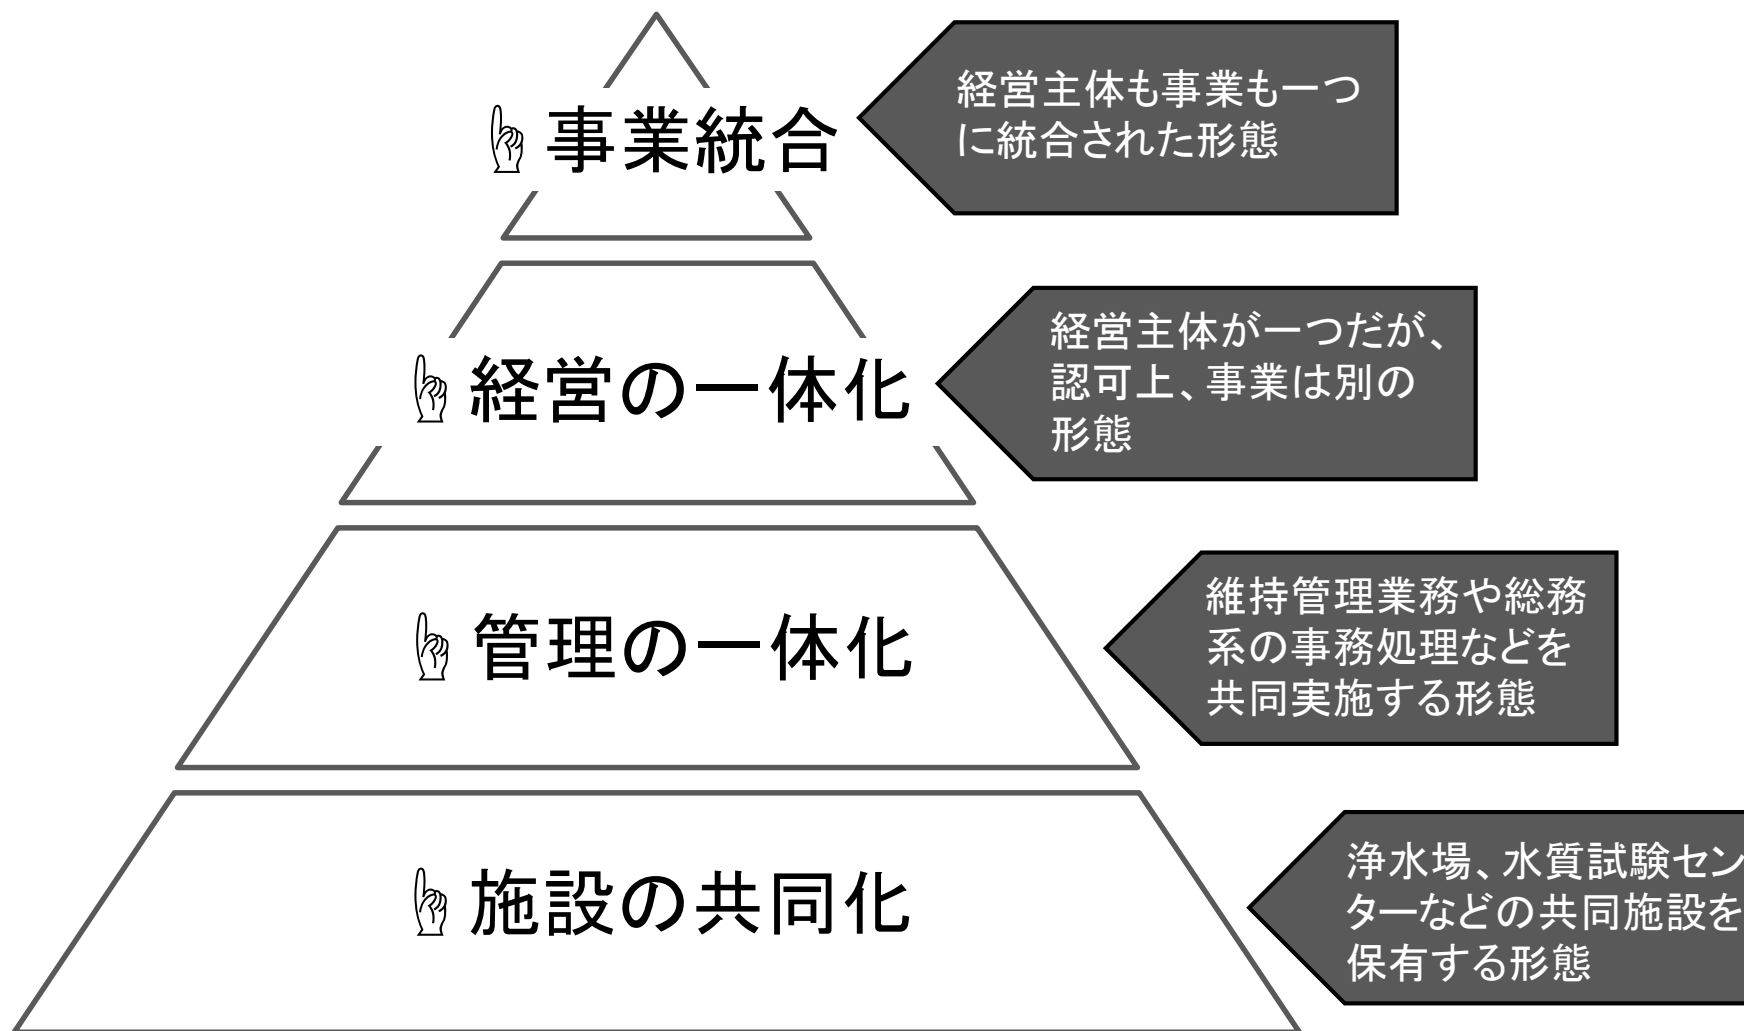 ☝事業統合
経営主体も事業も一つ
に統合された形態
☝経営の一体化
経営主体が一つだが、
認可上、事業は別の
形態
☝管理の一体化
維持管理業務や総務
系の事務処理などを
共同実施する形態
☝施設の共同化
浄水場、水質試験セン
ターなどの共同施設を
保有する形態